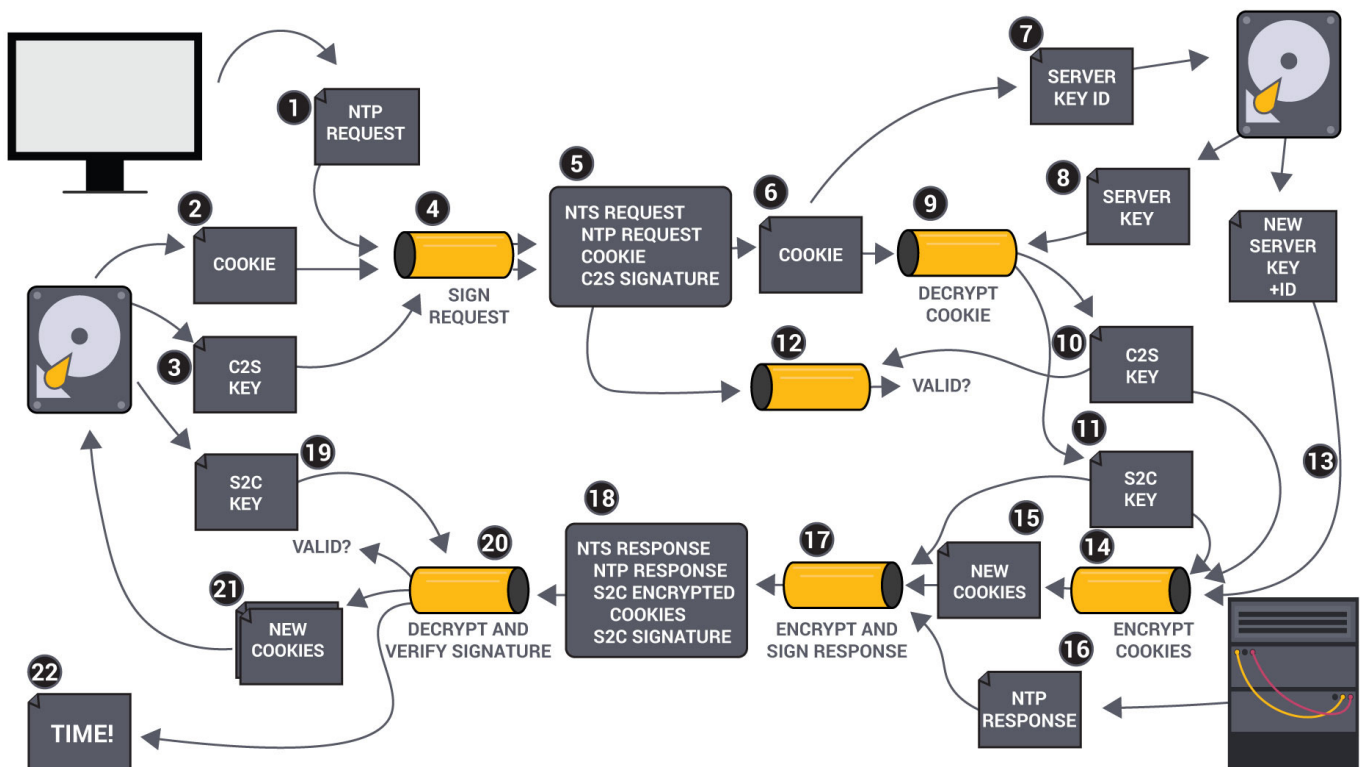 1
NTP
REQUEST
2
COOKIE
3
C2S
KEY
4
SIGN
REQUEST
5
NTS REQUEST
NTP REQUEST
COOKIE
C2S SIGNATURE
6
COOKIE
7
SERVER
KEY ID
8
SERVER
KEY
9
DECRYPT
COOKIE
NEW
SERVER
KEY
+ID
10
C2S
KEY
11
S2C
KEY
12
VALID?
13
14
ENCRYPT
COOKIES
15
NEW
COOKIES
16
NTP
RESPONSE
17
ENCRYPT AND
SIGN RESPONSE
18
NTS RESPONSE
NTP RESPONSE
S2C ENCRYPTED
COOKIES
S2C SIGNATURE
19
S2C
KEY
20
VALID?
DECRYPT AND
VERIFY SIGNATURE
21
NEW
COOKIES
22
TIME!